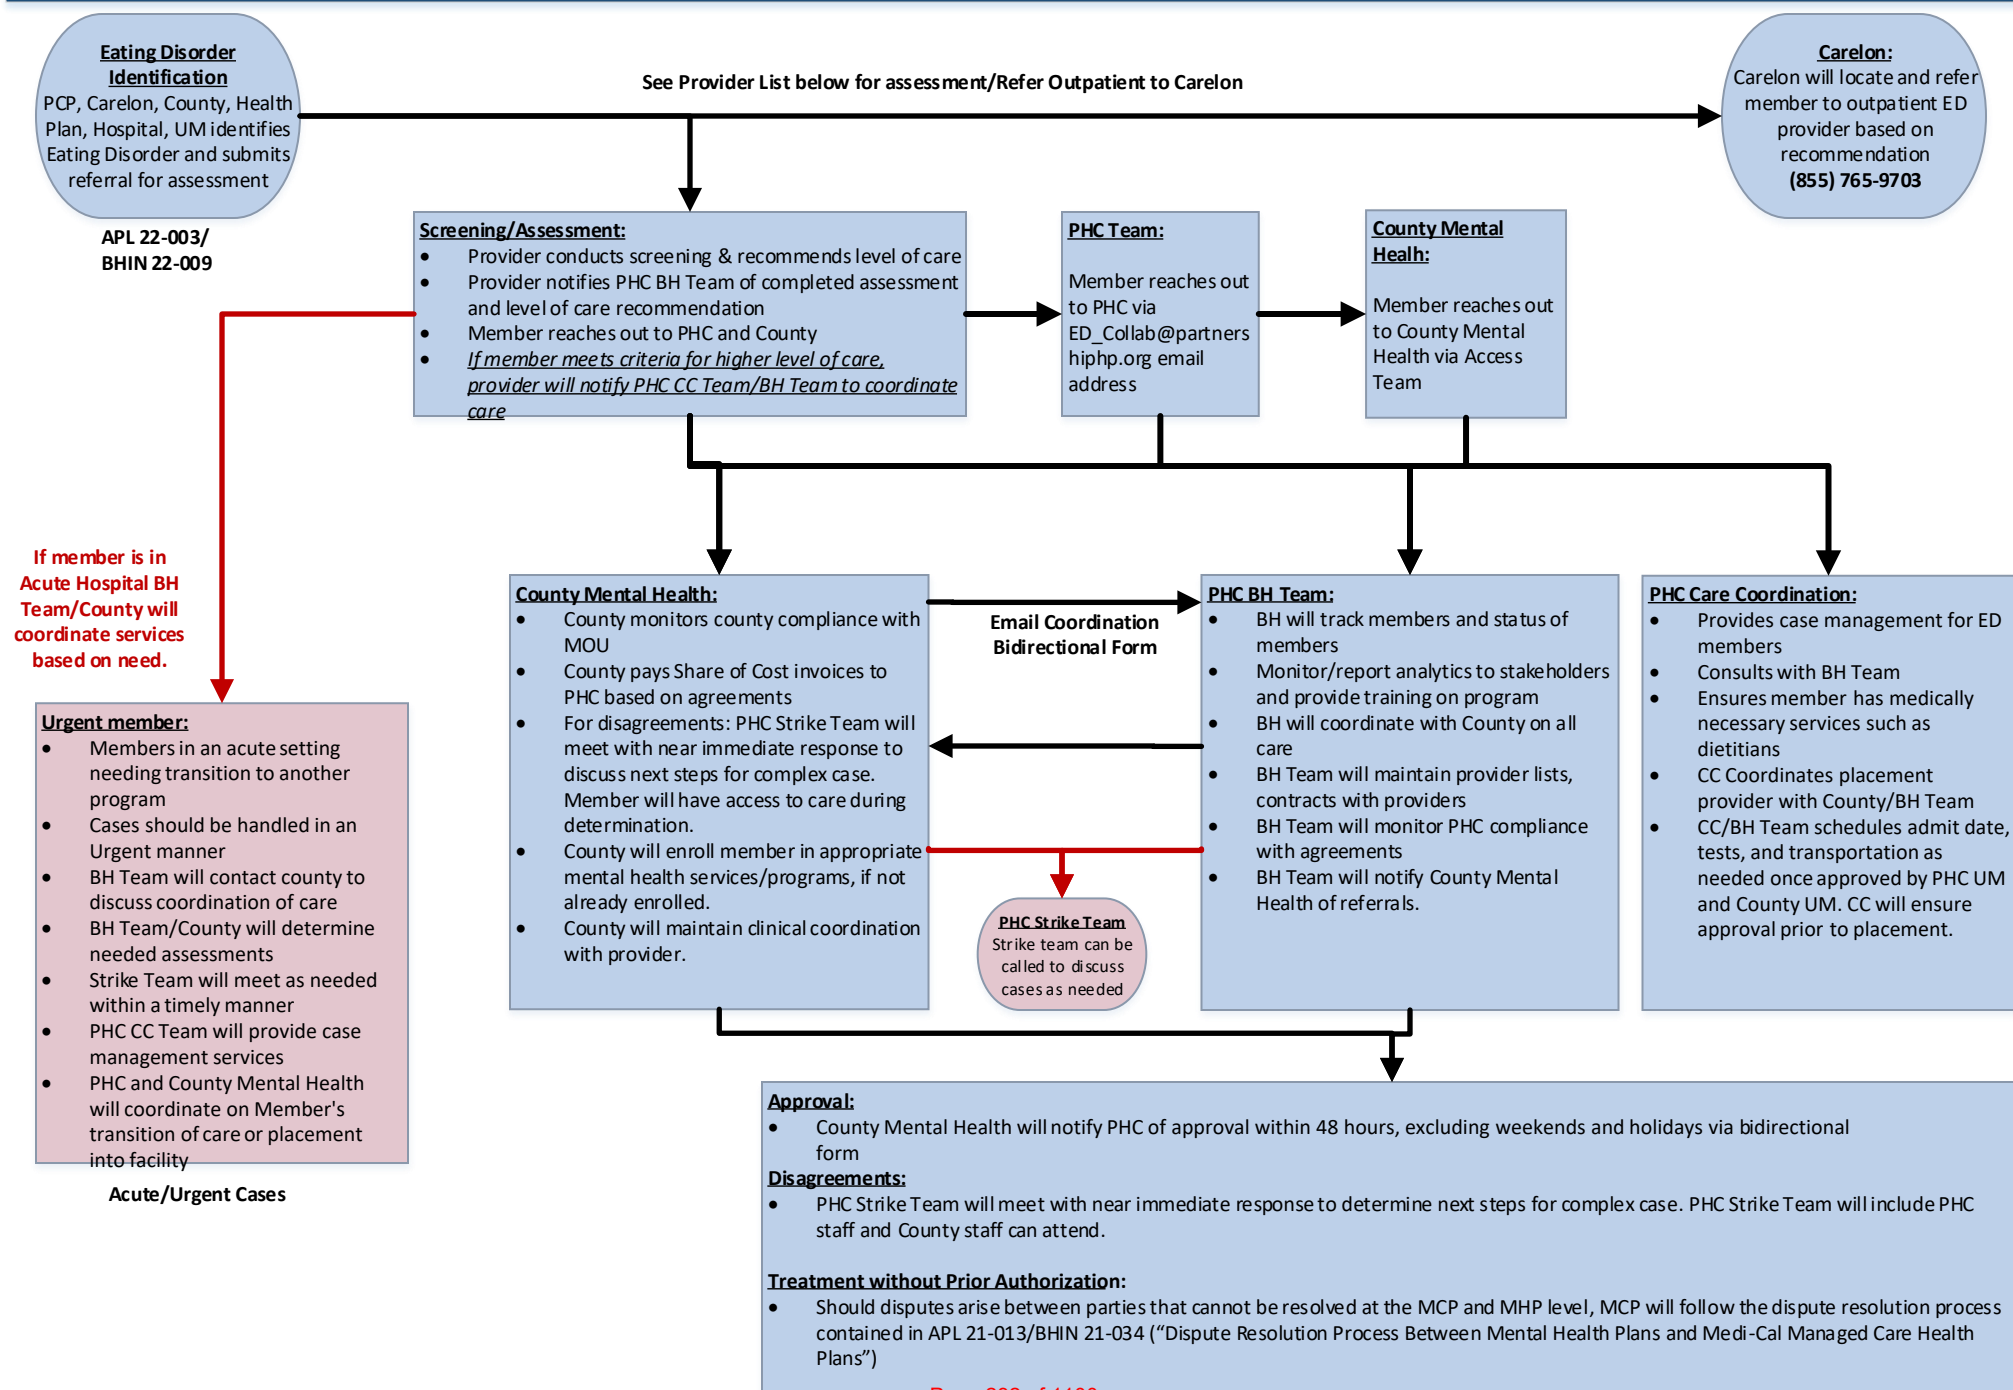 Eating Disorder
Identification
PCP, Carelon, County, Health
Plan, Hospital, UM identifies
Eating Disorder and submits
referral for assessment
APL 22-003/
BHIN 22-009
See Provider List below for assessment/Refer Outpatient to Carelon
Carelon:
Carelon will locate and refer
member to outpatient ED
provider based on
recommendation
(855) 765-9703
Screening/Assessment:
• Provider conducts screening & recommends level of care
• Provider notifies PHC BH Team of completed assessment
and level of care recommendation
• Member reaches out to PHC and County
• If member meets criteria for higher level of care,
provider will notify PHC CC Team/BH Team to coordinate
care
PHC Team:
Member reaches out
to PHC via
ED_Collab@partners
hiphp.org email
address
County Mental
Healh:
Member reaches out
to County Mental
Health via Access
Team
If member is in
Acute Hospital BH
Team/County will
coordinate services
based on need.
Urgent member:
• Members in an acute setting
needing transition to another
program
• Cases should be handled in an
Urgent manner
• BH Team will contact county to
discuss coordination of care
• BH Team/County will determine
needed assessments
• Strike Team will meet as needed
within a timely manner
• PHC CC Team will provide case
management services
• PHC and County Mental Health
will coordinate on Member's
transition of care or placement
into facility
Acute/Urgent Cases
County Mental Health:
• County monitors county compliance with
MOU
• County pays Share of Cost invoices to
PHC based on agreements
• For disagreements: PHC Strike Team will
meet with near immediate response to
discuss next steps for complex case.
Member will have access to care during
determination.
• County will enroll member in appropriate
mental health services/programs, if not
already enrolled.
• County will maintain clinical coordination
with provider.
Email Coordination
Bidirectional Form
PHC Strike Team
Strike team can be
called to discuss
cases as needed
PHC BH Team:
• BH will track members and status of
members
• Monitor/report analytics to stakeholders
and provide training on program
• BH will coordinate with County on all
care
• BH Team will maintain provider lists,
contracts with providers
• BH Team will monitor PHC compliance
with agreements
• BH Team will notify County Mental
Health of referrals.
PHC Care Coordination:
• Provides case management for ED
members
• Consults with BH Team
• Ensures member has medically
necessary services such as
dietitians
• CC Coordinates placement
provider with County/BH Team
• CC/BH Team schedules admit date,
tests, and transportation as
needed once approved by PHC UM
and County UM. CC will ensure
approval prior to placement.
Approval:
• County Mental Health will notify PHC of approval within 48 hours, excluding weekends and holidays via bidirectional
form
Disagreements:
• PHC Strike Team will meet with near immediate response to determine next steps for complex case. PHC Strike Team will include PHC
staff and County staff can attend.
Treatment without Prior Authorization:
• Should disputes arise between parties that cannot be resolved at the MCP and MHP level, MCP will follow the dispute resolution process
contained in APL 21-013/BHIN 21-034 (“Dispute Resolution Process Between Mental Health Plans and Medi-Cal Managed Care Health
Plans”)